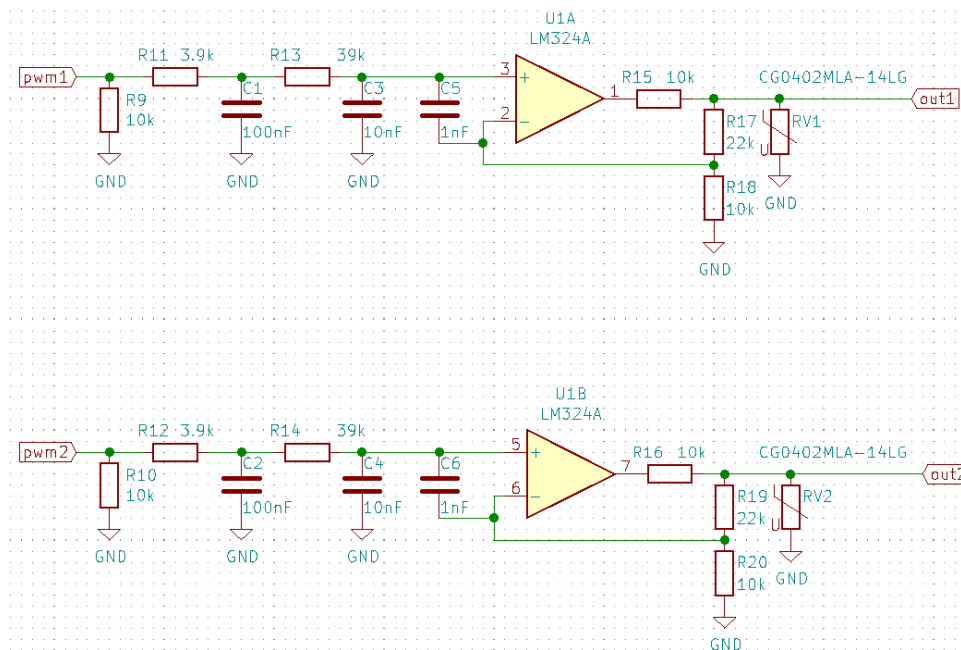 U1A
LM324A
R11 3.9k
R13 39k
R15 10k
CG0402MLA-14LG
pwm1
3
+
1
out1
R9
10k
C1
100nF
C3
10nF
C5
1nF
2
−
R17
22k
RV1
U
GND
GND
GND
R18
10k
GND
GND
U1B
LM324A
R12 3.9k
R14 39k
R16 10k
CG0402MLA-14LG
pwm2
5
+
7
out2
R10
10k
C2
100nF
C4
10nF
C6
1nF
6
−
R19
22k
RV2
U
GND
GND
GND
R20
10k
GND
GND